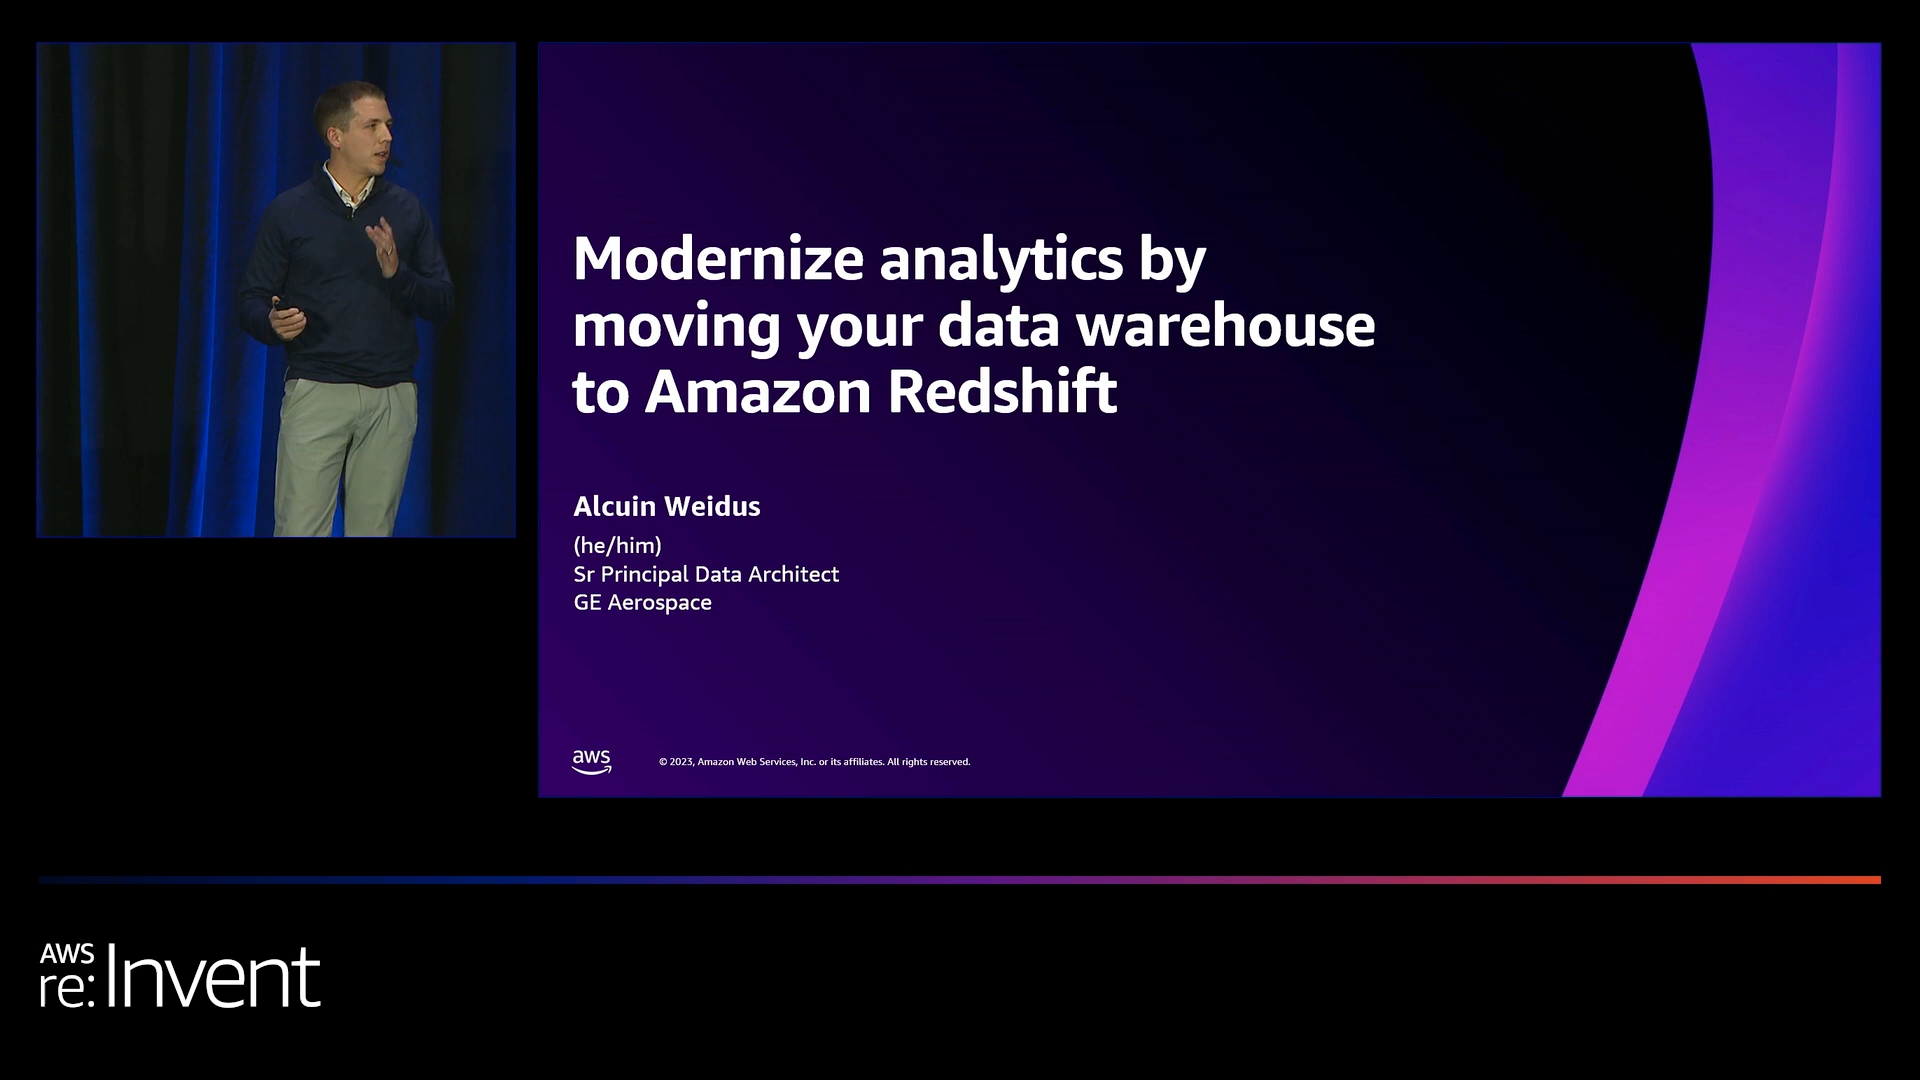 Modernize analytics by
moving your data warehouse
to Amazon Redshift
Alcuin Weidus
(he/him)
Sr Principal Data Architect
GE Aerospace
aws
© 2023, Amazon Web Services, Inc. or its affiliates. All rights reserved.
AWS
re:Invent